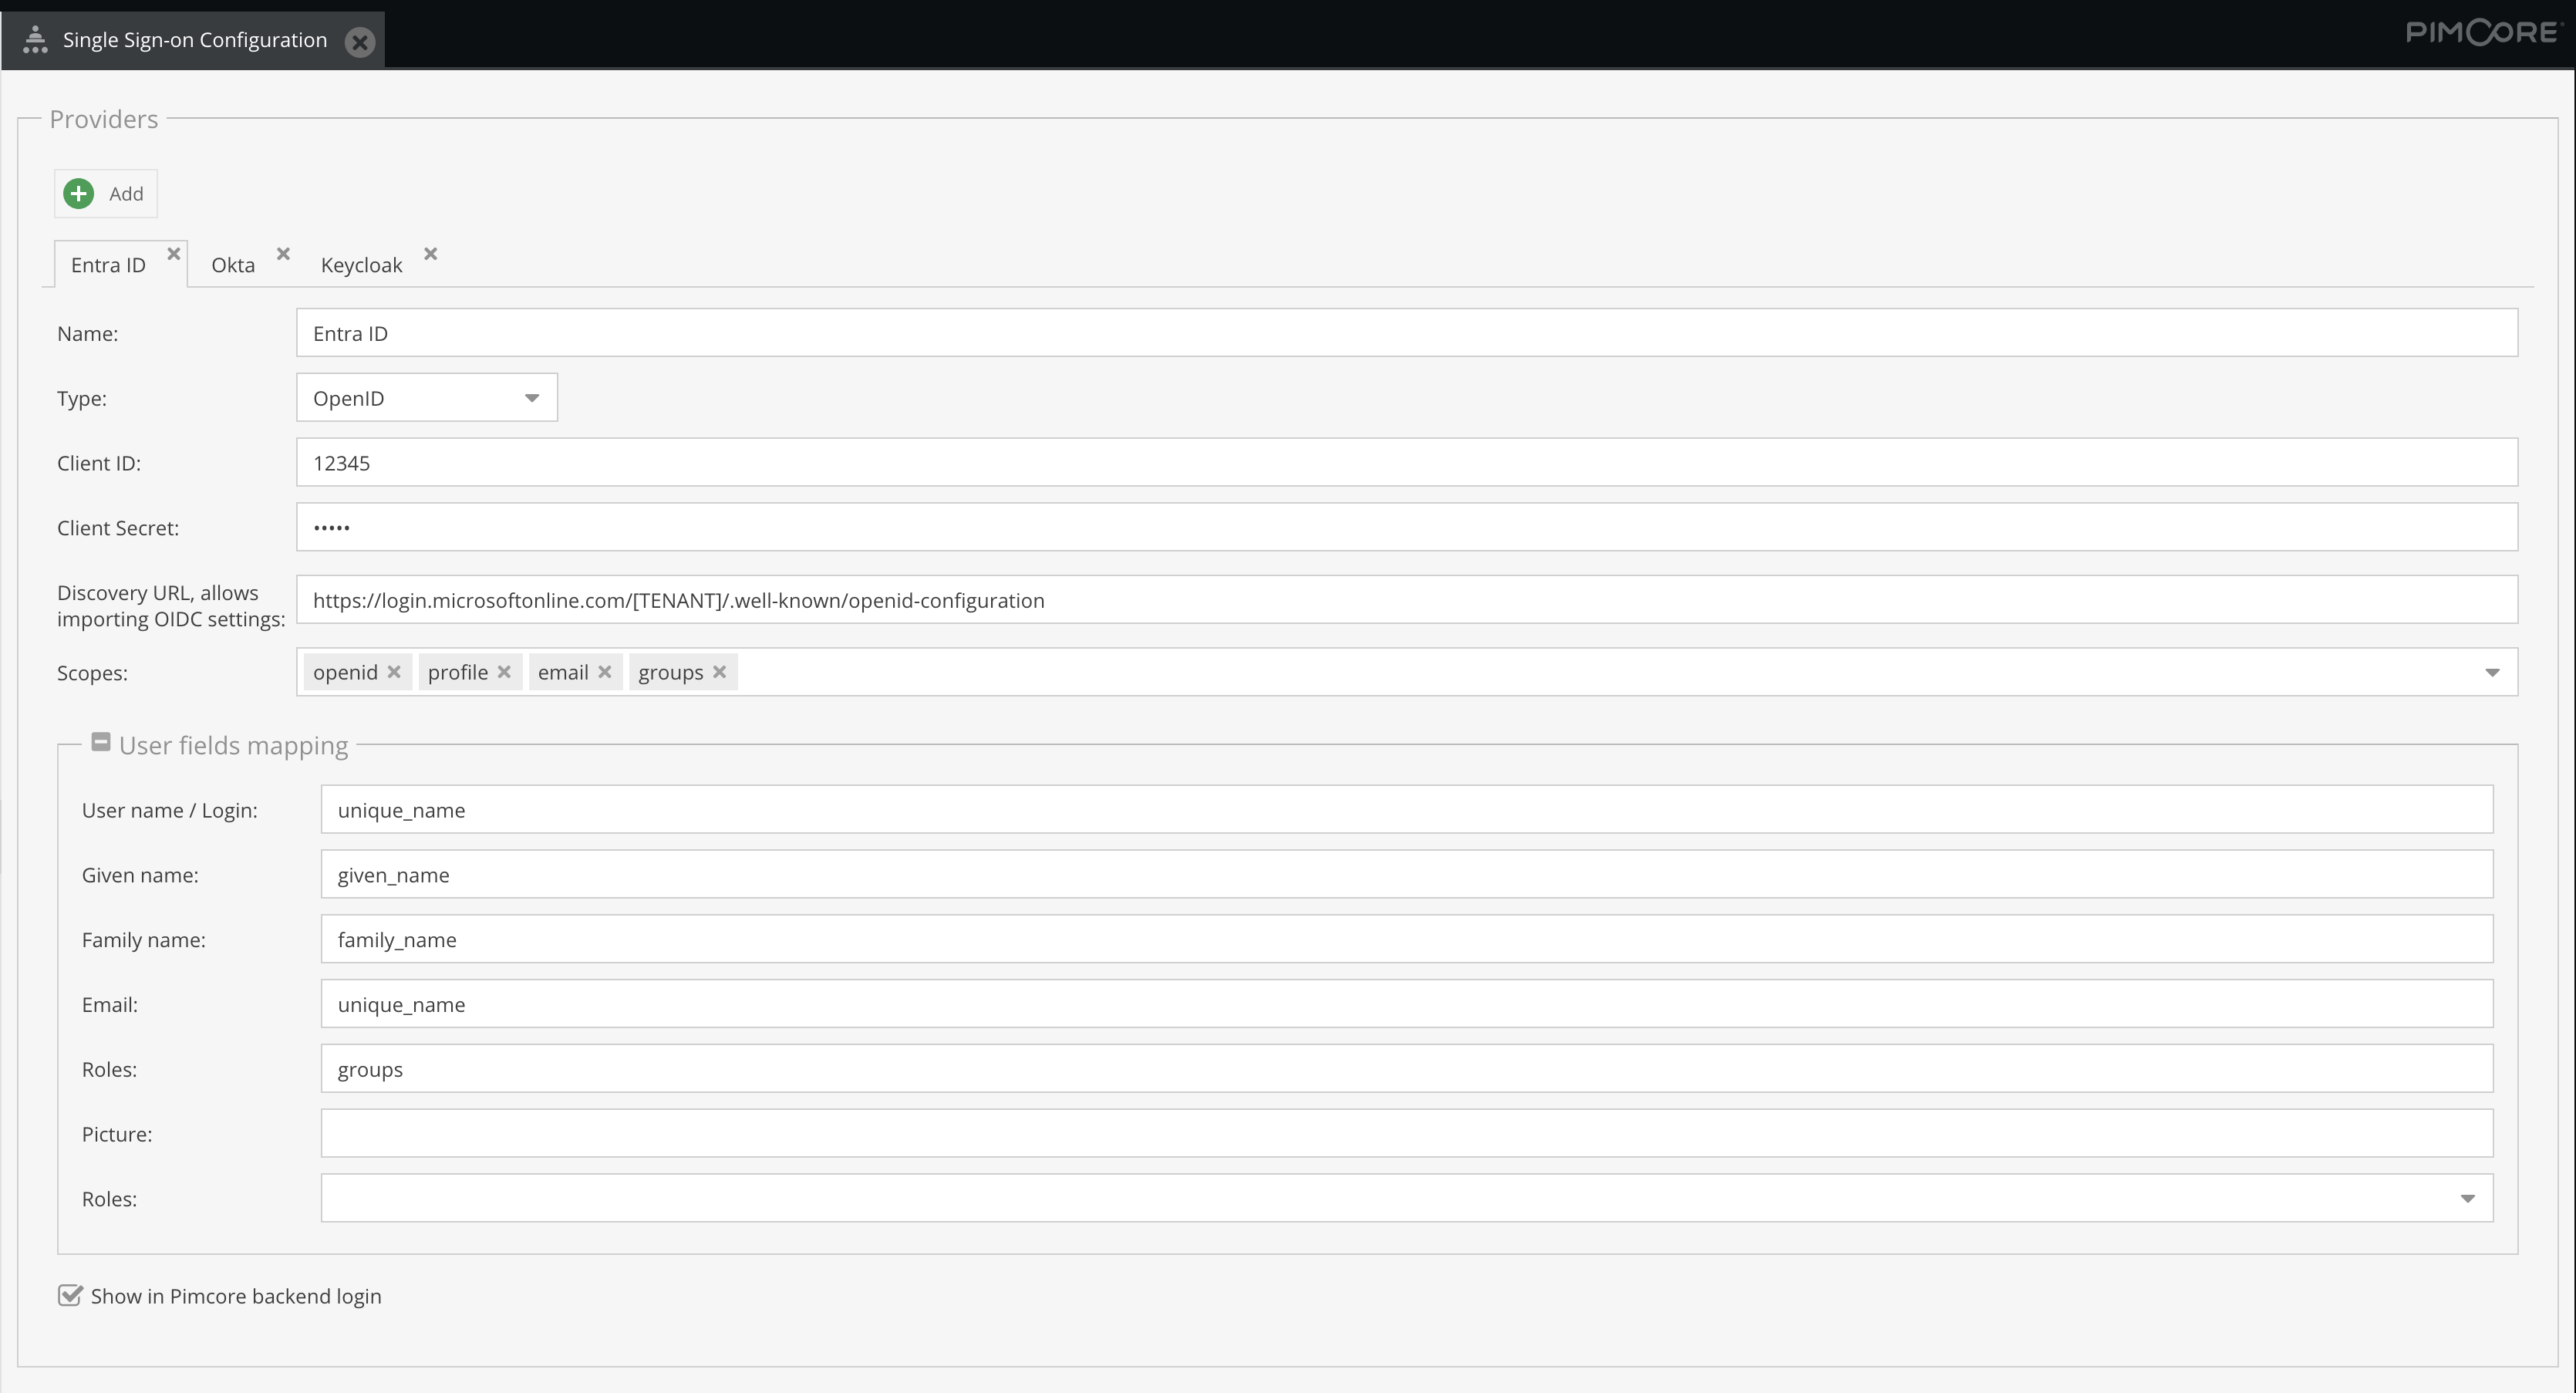 Single Sign-on Configuration
PIMCORE
Providers
Add
Entra ID Okta Keycloak
Name: Entra ID
Type: OpenID
Client ID: 12345
Client Secret: •••••
Discovery URL, allows
importing OIDC settings: https://login.microsoftonline.com/[TENANT]/.well-known/openid-configuration
Scopes: openid profile email groups
User fields mapping
User name / Login: unique_name
Given name: given_name
Family name: family_name
Email: unique_name
Roles: groups
Picture:
Roles:
Show in Pimcore backend login